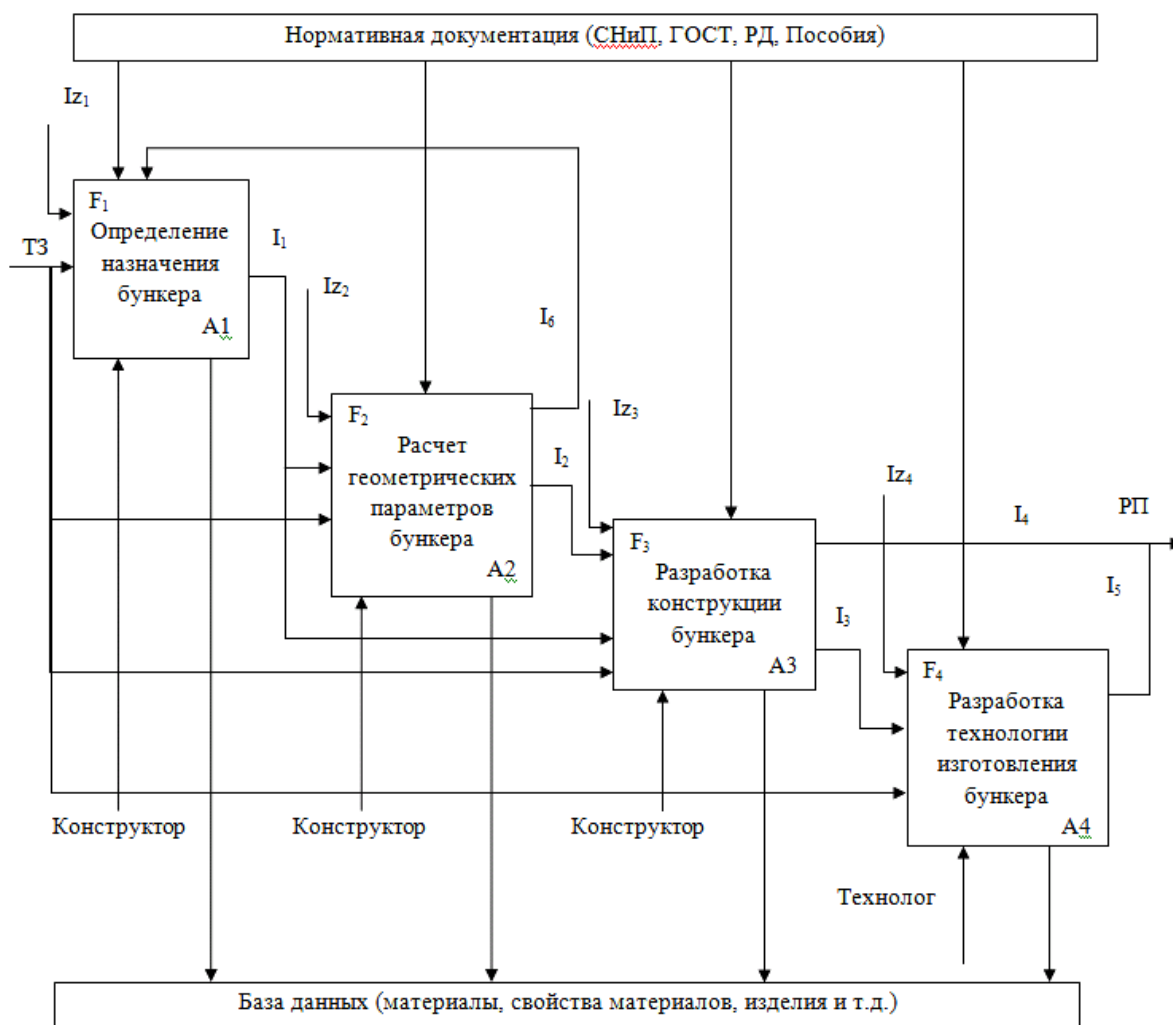 Нормативная документация (СНиП, ГОСТ, РД, Пособия)
Iz₁
F₁
Определение
назначения
бункера
А1
ТЗ
I₁
Iz₂
I₆
F₂
Расчет
геометрических
параметров
бункера
А2
Iz₃
I₂
Iz₄
I₄
РП
F₃
Разработка
конструкции
бункера
А3
I₃
I₅
F₄
Разработка
технологии
изготовления
бункера
А4
Конструктор
Конструктор
Конструктор
Технолог
База данных (материалы, свойства материалов, изделия и т.д.)